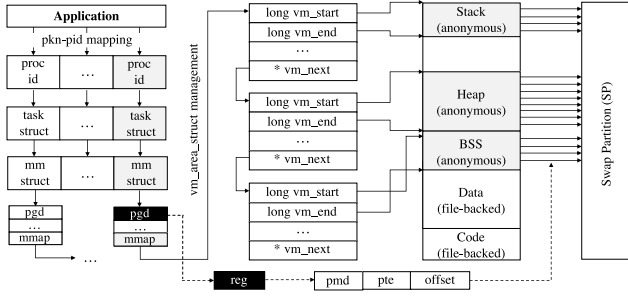 Application
pkn-pid mapping
proc
id
...
proc
id
task
struct
...
task
struct
mm
struct
...
mm
struct
pgd
...
mmap
pgd
...
mmap
...
vm_area_struct management
long vm_start
long vm_end
...
* vm_next
long vm_start
long vm_end
...
* vm_next
long vm_start
long vm_end
...
* vm_next
Stack
(anonymous)
Heap
(anonymous)
BSS
(anonymous)
Data
(file-backed)
Code
(file-backed)
Swap Partition (SP)
reg
pmd
pte
offset